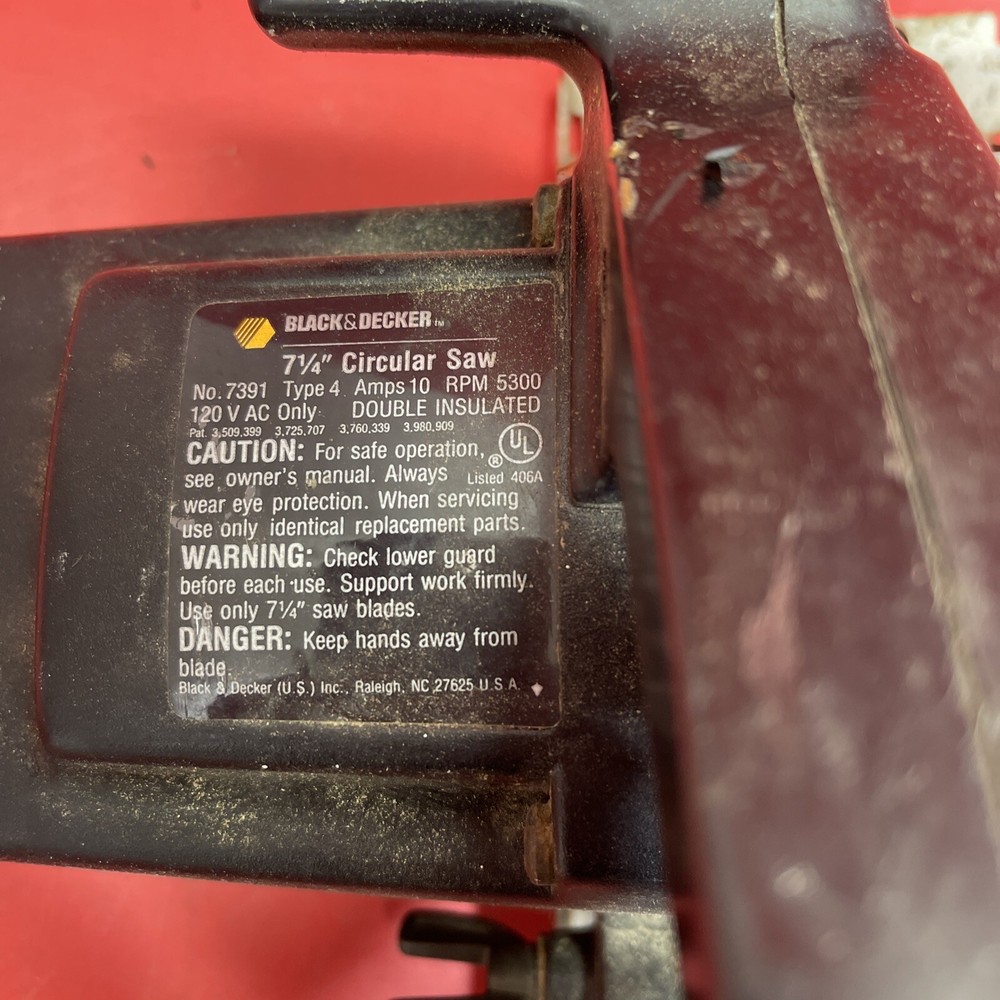 BLACK&DECKER TM
7¼" Circular Saw
No. 7391 Type 4 Amps 10 RPM 5300
120 V AC Only DOUBLE INSULATED
Pat. 3,509,399 3,725,707 3,760,339 3,980,909
CAUTION: For safe operation,
see owner's manual. Always
wear eye protection. When servicing
use only identical replacement parts.
UL ®
Listed 406A
WARNING: Check lower guard
before each use. Support work firmly.
Use only 7¼" saw blades.
DANGER: Keep hands away from
blade.
Black & Decker (U.S.) Inc., Raleigh, NC 27625 U.S.A.